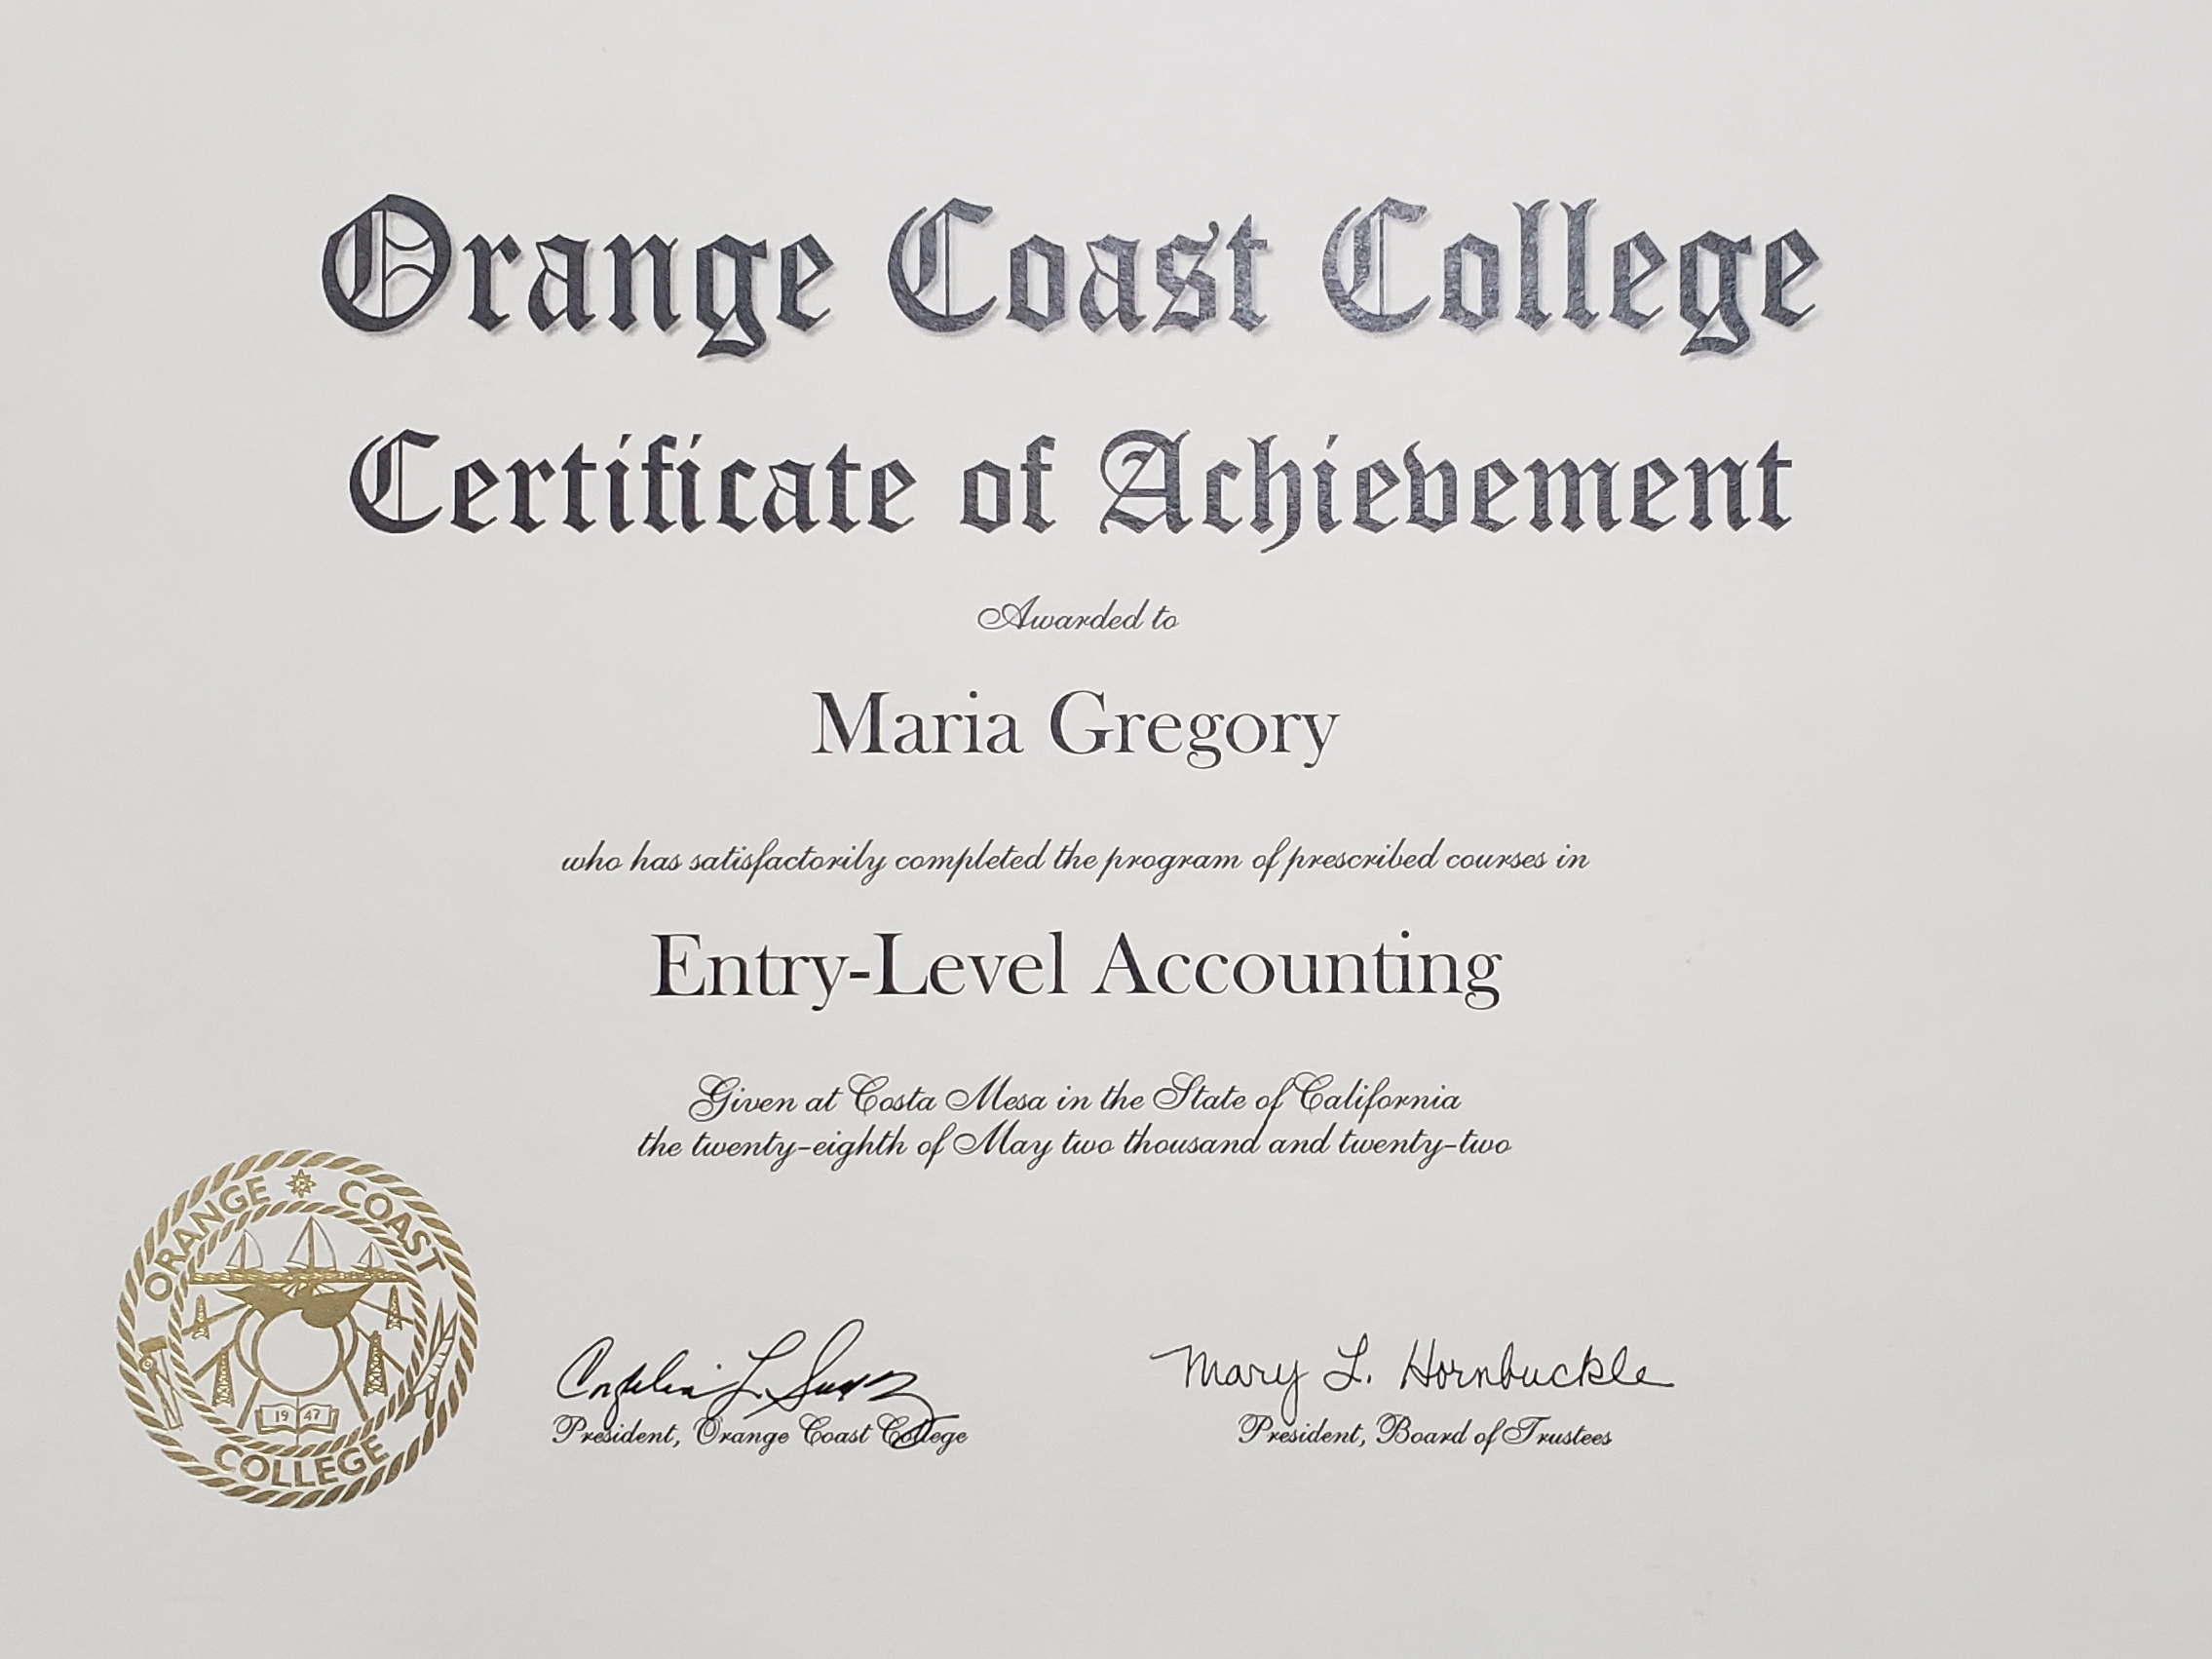 Orange Coast College
Certificate of Achievement
Awarded to
Maria Gregory
who has satisfactorily completed the program of prescribed courses in
Entry-Level Accounting
Given at Costa Mesa in the State of California
the twenty-eighth of May two thousand and twenty-two
ORANGE COAST
19 47
COLLEGE
L.
President, Orange Coast College
Mary L. Hornbuckle
President, Board of Trustees